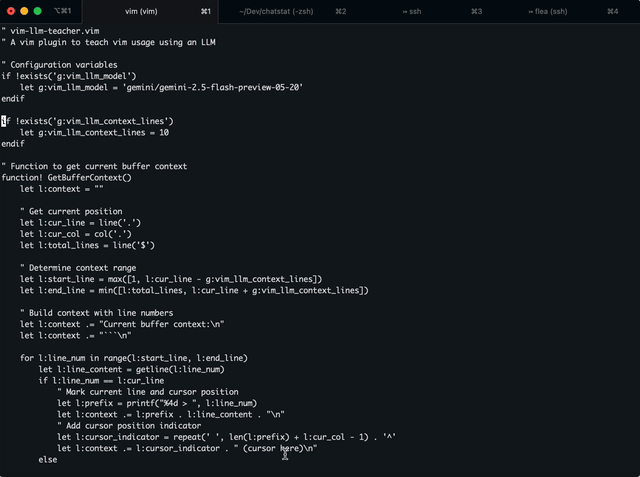 ⌥⌘1 vim (vim) ⌘1 ~/Dev/chatstat (-zsh) ⌘2 ssh ⌘3 flea (ssh) ⌘4
" vim-llm-teacher.vim
" A vim plugin to teach vim usage using an LLM

" Configuration variables
if !exists('g:vim_llm_model')
    let g:vim_llm_model = 'gemini/gemini-2.5-flash-preview-05-20'
endif

if !exists('g:vim_llm_context_lines')
    let g:vim_llm_context_lines = 10
endif

" Function to get current buffer context
function! GetBufferContext()
    let l:context = ""

    " Get current position
    let l:cur_line = line('.')
    let l:cur_col = col('.')
    let l:total_lines = line('$')

    " Determine context range
    let l:start_line = max([1, l:cur_line - g:vim_llm_context_lines])
    let l:end_line = min([l:total_lines, l:cur_line + g:vim_llm_context_lines])

    " Build context with line numbers
    let l:context .= "Current buffer context:\n"
    let l:context .= "```\n"

    for l:line_num in range(l:start_line, l:end_line)
        let l:line_content = getline(l:line_num)
        if l:line_num == l:cur_line
            " Mark current line and cursor position
            let l:prefix = printf("%4d > ", l:line_num)
            let l:context .= l:prefix . l:line_content . "\n"
            " Add cursor position indicator
            let l:cursor_indicator = repeat(' ', len(l:prefix) + l:cur_col - 1) . '^'
            let l:context .= l:cursor_indicator . " (cursor here)\n"
        else